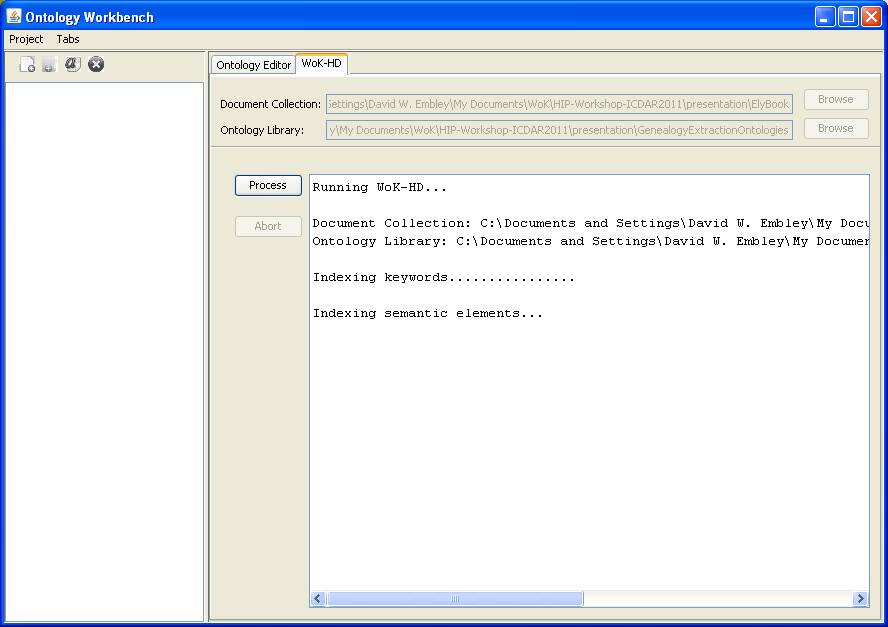 Ontology Workbench
Project Tabs
Ontology Editor WoK-HD
Document Collection: Settings\David W. Embley\My Documents\WoK\HIP-Workshop-ICDAR2011\presentation\ElyBook Browse
Ontology Library: y\My Documents\WoK\HIP-Workshop-ICDAR2011\presentation\GenealogyExtractionOntologies Browse
Process
Abort
Running WoK-HD...
Document Collection: C:\Documents and Settings\David W. Embley\My Docu
Ontology Library: C:\Documents and Settings\David W. Embley\My Documen
Indexing keywords................
Indexing semantic elements...